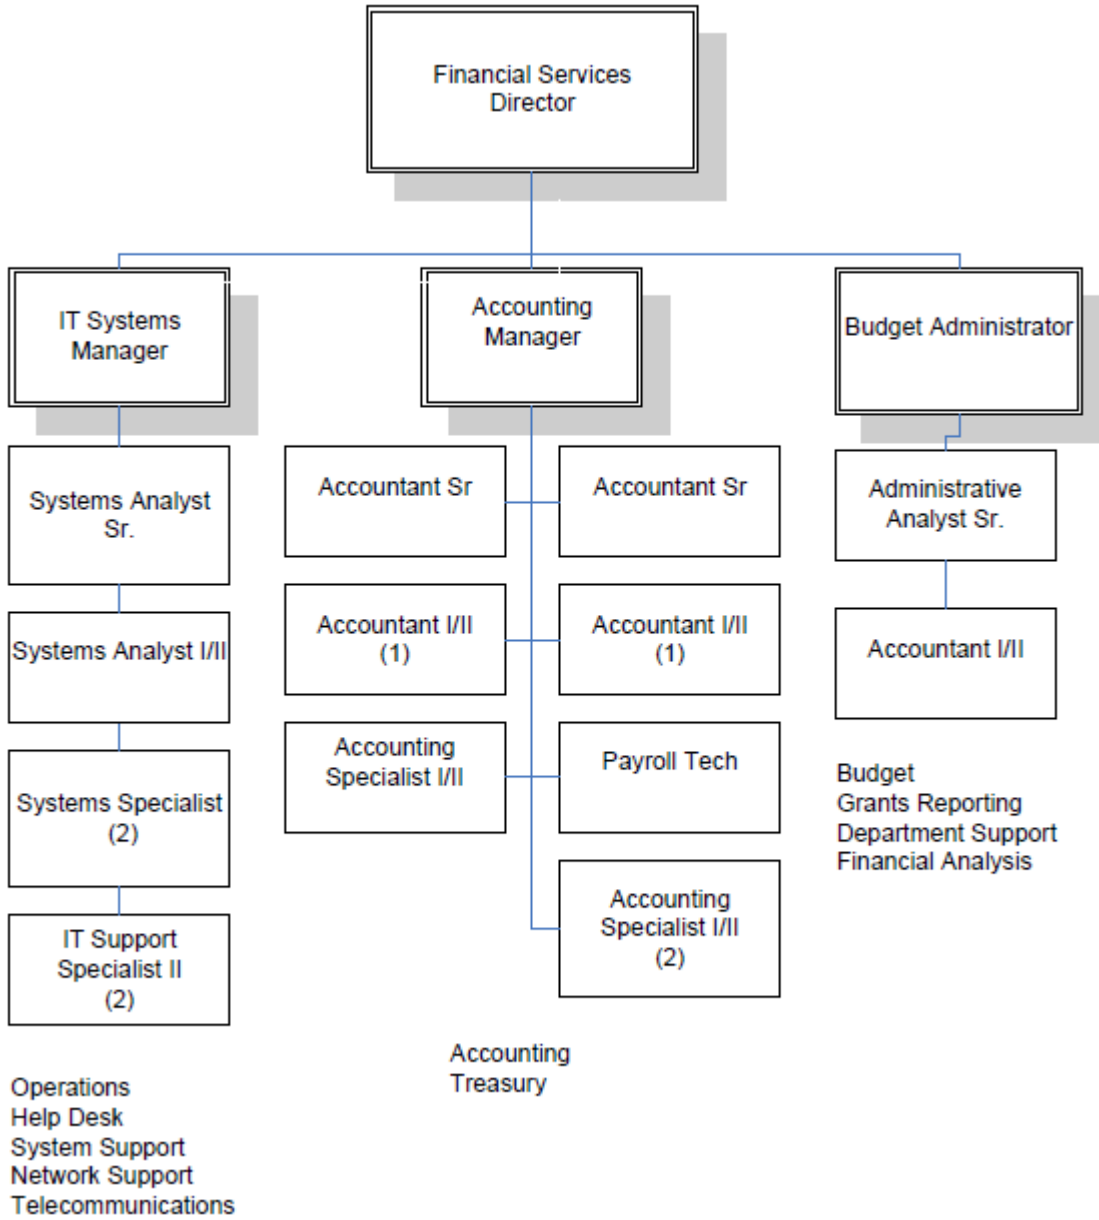 Financial Services
Director
IT Systems
Manager
Accounting
Manager
Budget Administrator
Systems Analyst
Sr.
Accountant Sr
Accountant Sr
Administrative
Analyst Sr.
Systems Analyst I/II
Accountant I/II
(1)
Accountant I/II
(1)
Accountant I/II
Systems Specialist
(2)
Accounting
Specialist I/II
Payroll Tech
Budget
Grants Reporting
Department Support
Financial Analysis
IT Support
Specialist II
(2)
Accounting
Specialist I/II
(2)
Operations
Help Desk
System Support
Network Support
Telecommunications
Accounting
Treasury